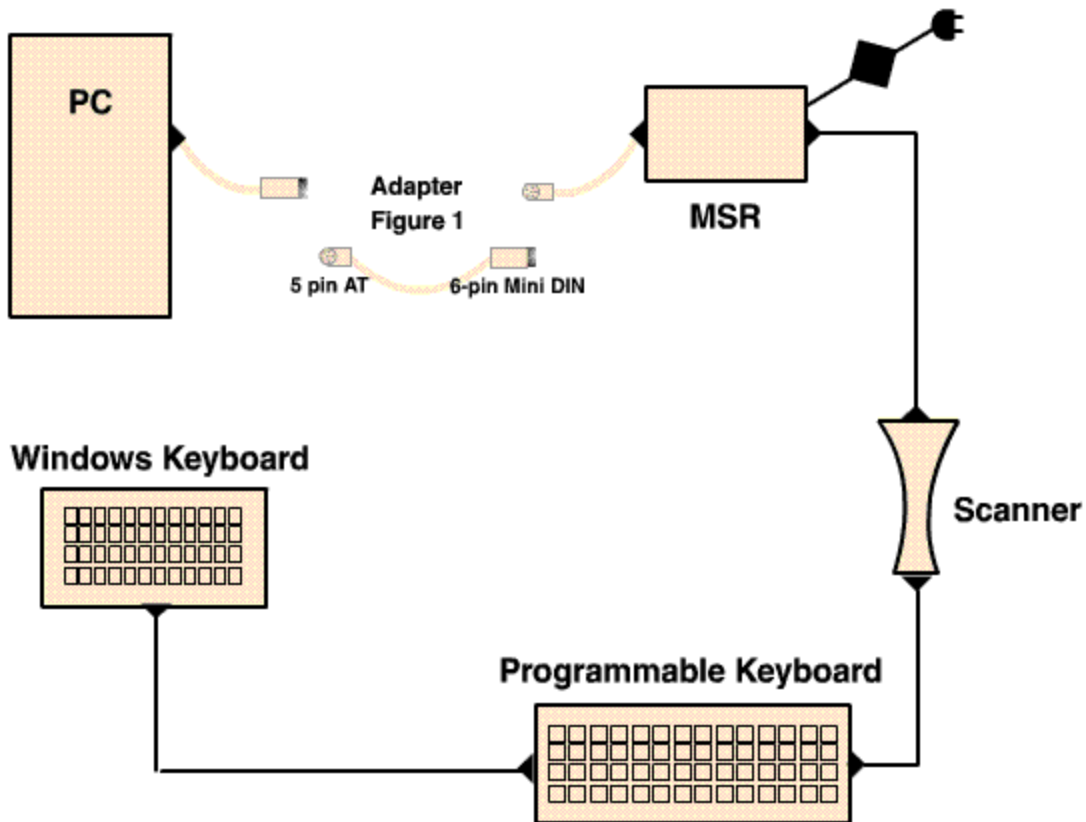 PC
Adapter
Figure 1
MSR
5 pin AT
6-pin Mini DIN
Windows Keyboard
Scanner
Programmable Keyboard